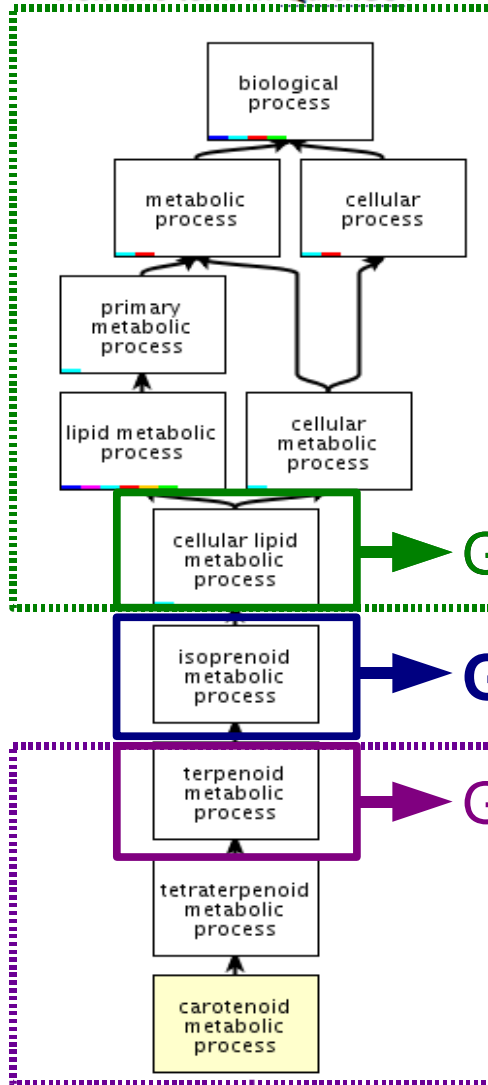 biological
process
metabolic
process
cellular
process
primary
metabolic
process
lipid metabolic
process
cellular
metabolic
process
cellular lipid
metabolic
process
G
isoprenoid
metabolic
process
G
terpenoid
metabolic
process
G
tetraterpenoid
metabolic
process
carotenoid
metabolic
process